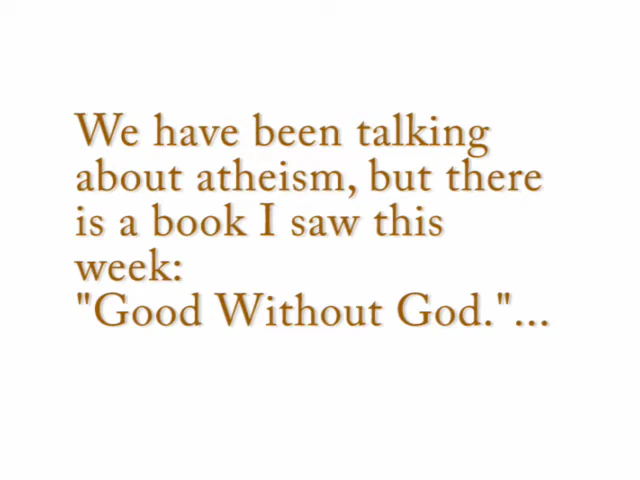 We have been talking
about atheism, but there
is a book I saw this
week:
"Good Without God."...